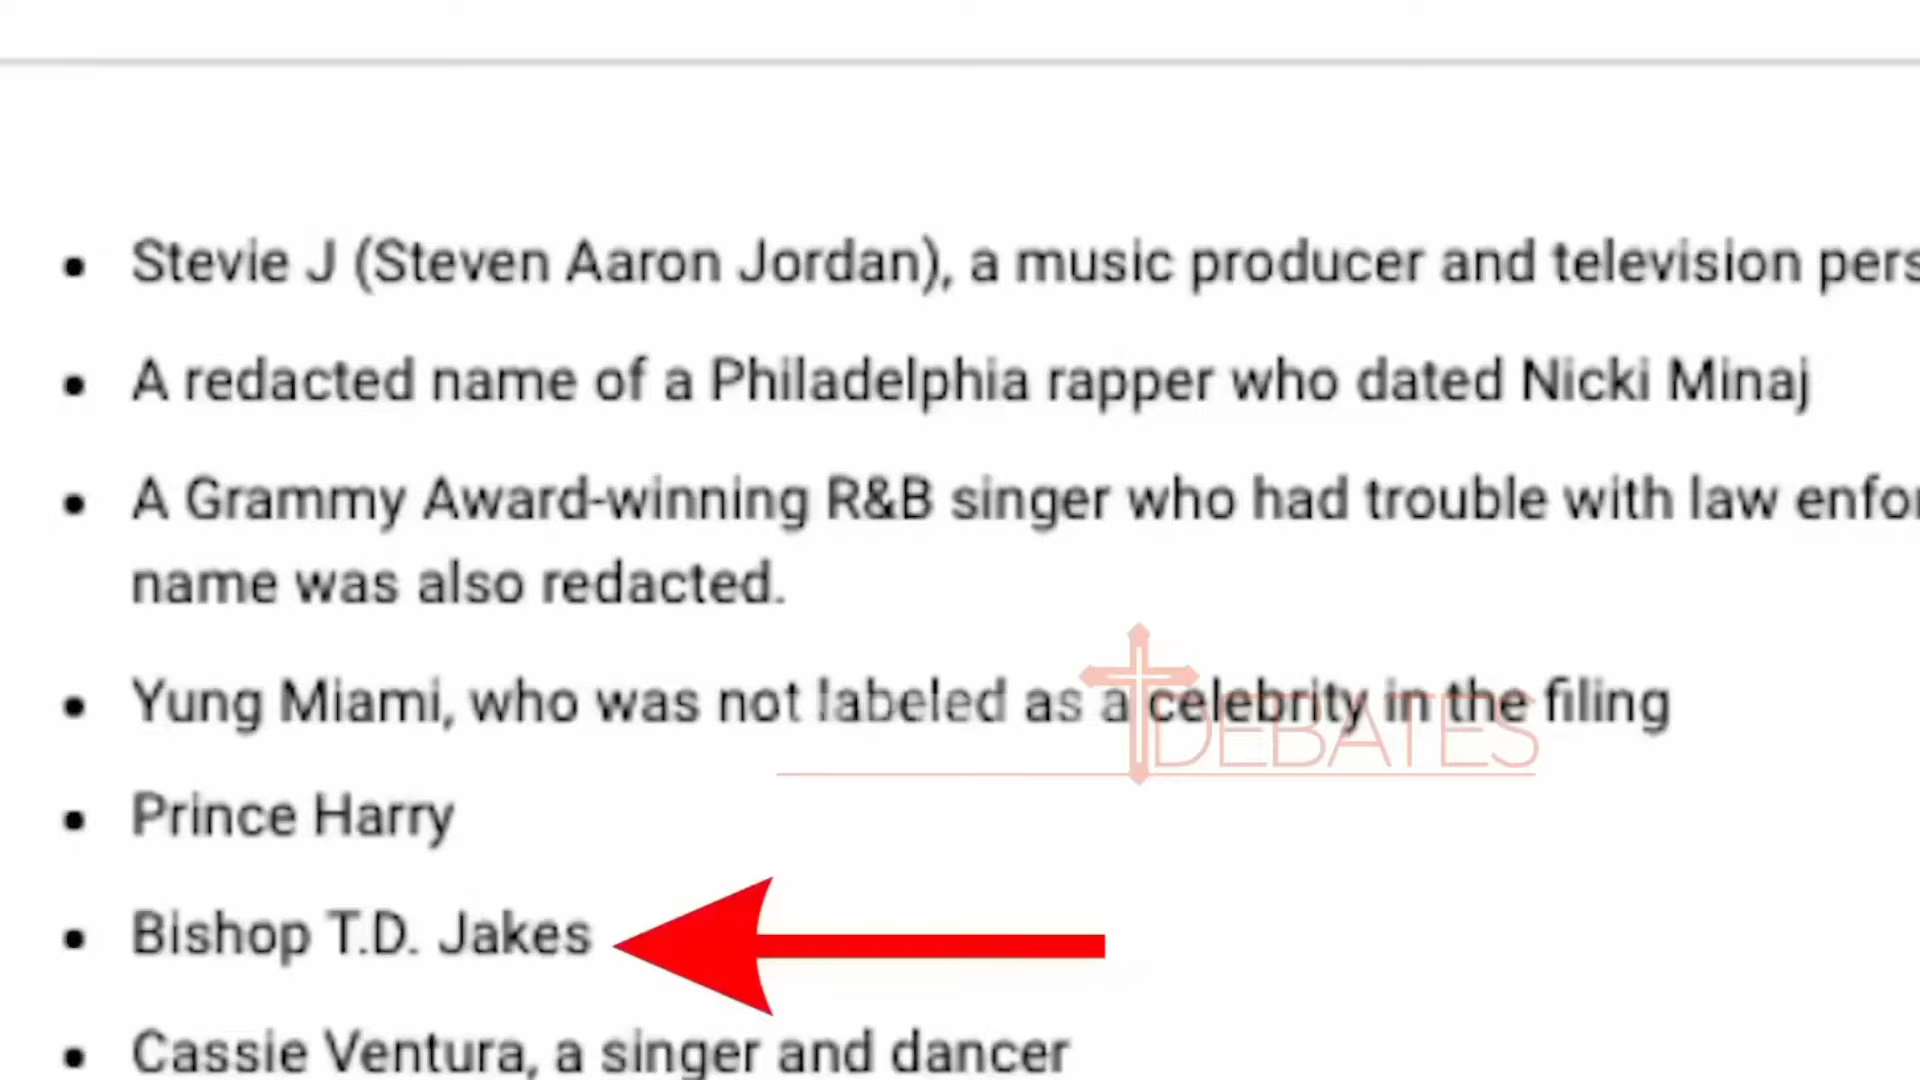 • Stevie J (Steven Aaron Jordan), a music producer and television pers
• A redacted name of a Philadelphia rapper who dated Nicki Minaj
• A Grammy Award-winning R&B singer who had trouble with law enfor
name was also redacted.
• Yung Miami, who was not labeled as a celebrity in the filing
DEBATES
• Prince Harry
• Bishop T.D. Jakes
• Cassie Ventura, a singer and dancer